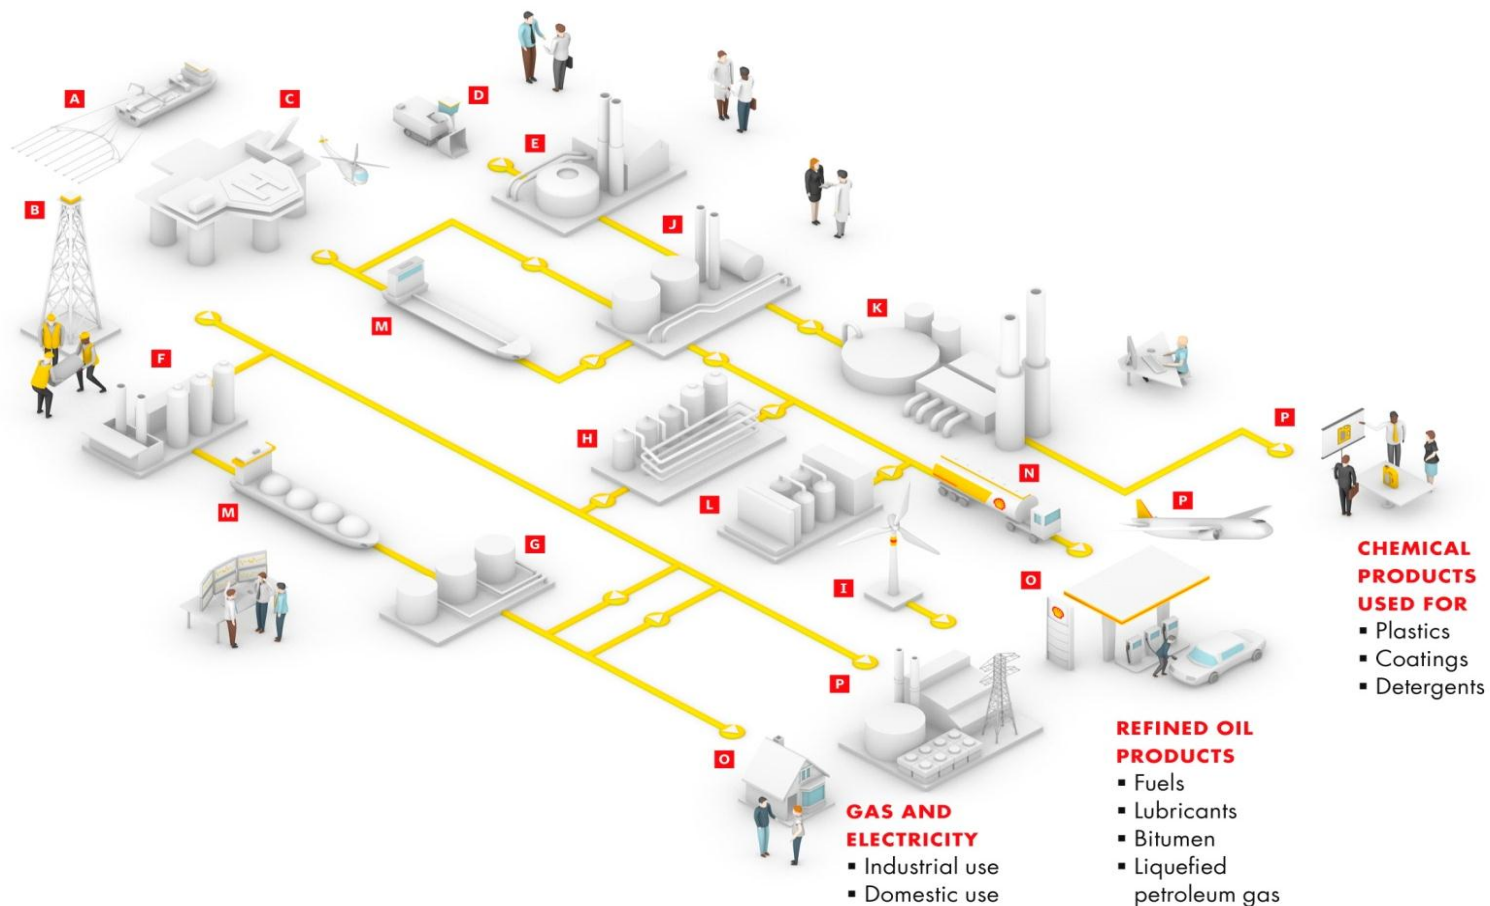 A
C
D
E
B
J
K
M
F
P
H
N
M
L
P
G
I
O
P
O
CHEMICAL
PRODUCTS
USED FOR
▪ Plastics
▪ Coatings
▪ Detergents
REFINED OIL
PRODUCTS
▪ Fuels
▪ Lubricants
▪ Bitumen
▪ Liquefied
petroleum gas
GAS AND
ELECTRICITY
▪ Industrial use
▪ Domestic use
H